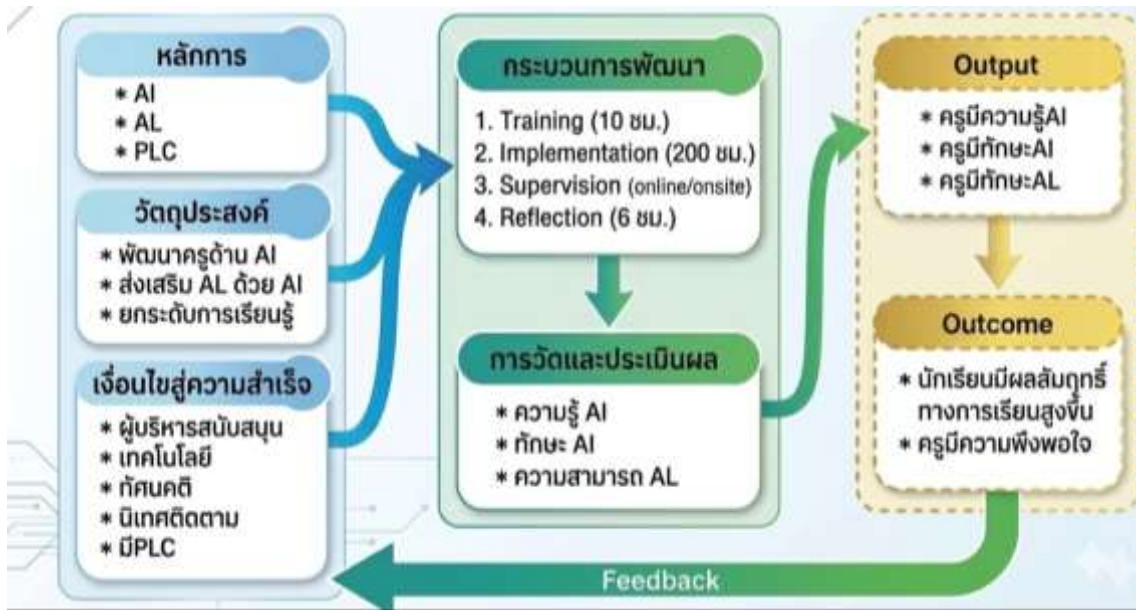 หลักการ
* AI
* AL
* PLC
วัตถุประสงค์
* พัฒนาครูด้าน AI
* ส่งเสริม AL ด้วย AI
* ยกระดับการเรียนรู้
เงื่อนไขสู่ความสำเร็จ
* ผู้บริหารสนับสนุน
* เทคโนโลยี
* ทัศนคติ
* นิเทศติดตาม
* มีPLC
กระบวนการพัฒนา
1. Training (10 ชม.)
2. Implementation (200 ชม.)
3. Supervision (online/onsite)
4. Reflection (6 ชม.)
การวัดและประเมินผล
* ความรู้ AI
* ทักษะ AI
* ความสามารถ AL
Output
* ครูมีความรู้AI
* ครูมีทักษะAI
* ครูมีทักษะAL
Outcome
* นักเรียนมีผลสัมฤทธิ์
ทางการเรียนสูงขึ้น
* ครูมีความพึงพอใจ
Feedback